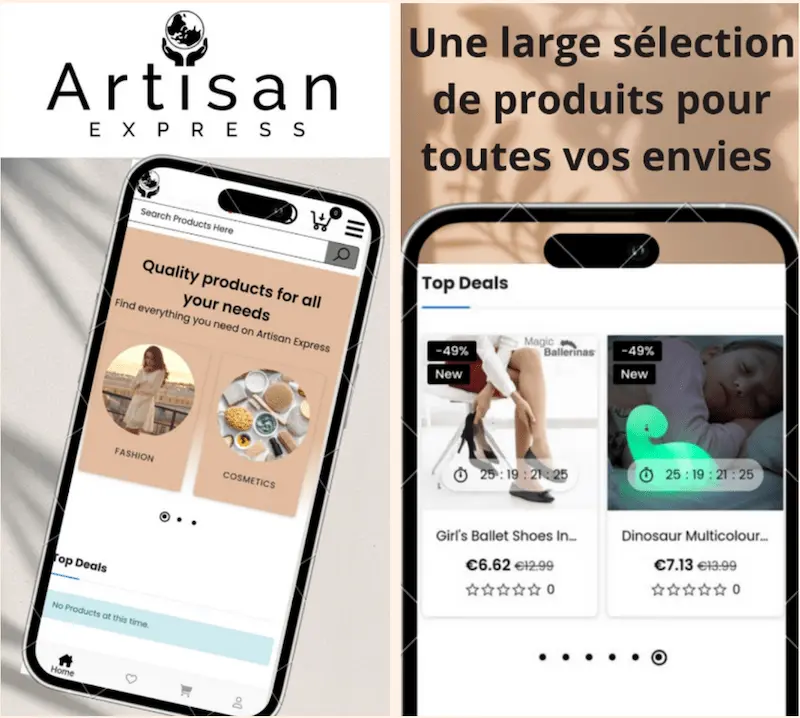 Artisan
EXPRESS
0
Search Products Here
Quality products for all
your needs
Find everything you need on Artisan Express
FASHION
COSMETICS
Top Deals
No Products at this time.
Home
Une large sélection
de produits pour
toutes vos envies
Top Deals
-49%
New
Magic
Ballerinas
25 : 19 : 21 : 25
Girl's Ballet Shoes In...
€6.62 €12.99
0
-49%
New
25 : 19 : 21 : 25
Dinosaur Multicolour...
€7.13 €13.99
0